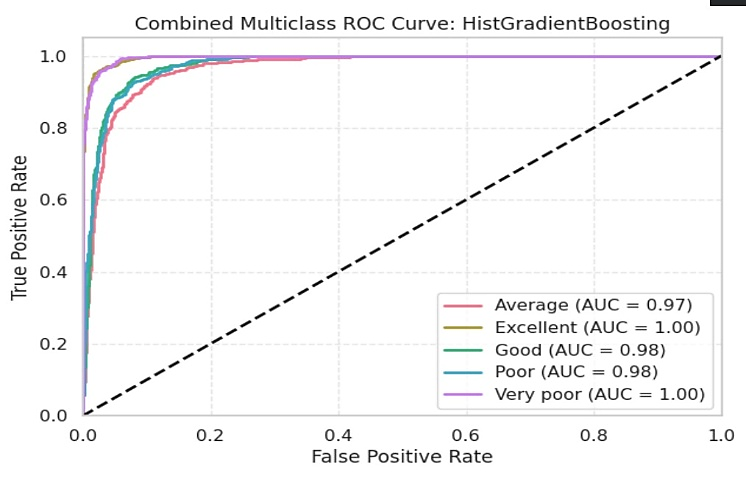 Combined Multiclass ROC Curve: HistGradientBoosting
True Positive Rate
1.0
0.8
0.6
0.4
0.2
0.0
Average (AUC = 0.97)
Excellent (AUC = 1.00)
Good (AUC = 0.98)
Poor (AUC = 0.98)
Very poor (AUC = 1.00)
0.0 0.2 0.4 0.6 0.8 1.0
False Positive Rate